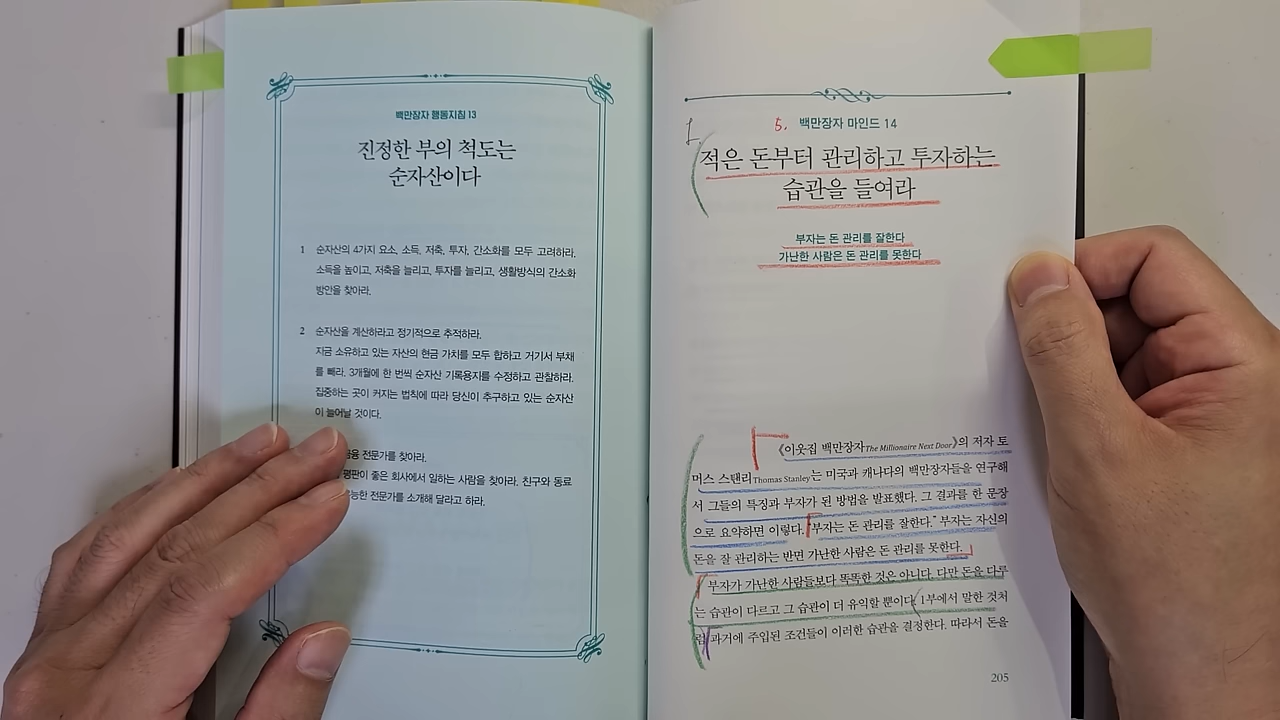 백만장자 행동지침 13
진정한 부의 척도는
순자산이다
1 순자산의 4가지 요소, 소득, 저축, 투자, 간소화를 모두 고려하라.
소득을 높이고, 저축을 늘리고, 투자를 늘리고, 생활방식의 간소화
방안을 찾아라.
2 순자산을 계산하라고 정기적으로 추적하라.
지금 소유하고 있는 자산의 현금 가치를 모두 합하고 거기서 부채
를 빼라. 3개월에 한 번씩 순자산 기록용지를 수정하고 관찰하라.
집중하는 곳이 커지는 법칙에 따라 당신이 추구하고 있는 순자산
이 늘어날 것이다.
전문가를 찾아라.
평판이 좋은 회사에서 일하는 사람을 찾아라. 친구와 동료
전문가를 소개해 달라고 하라.
5. 백만장자 마인드 14
적은 돈부터 관리하고 투자하는
습관을 들여라
부자는 돈 관리를 잘한다
가난한 사람은 돈 관리를 못한다
《이웃집 백만장자The Millionaire Next Door》의 저자 토
머스 스탠리Thomas Stanley는 미국과 캐나다의 백만장자들을 연구해
서 그들의 특징과 부자가 된 방법을 발표했다. 그 결과를 한 문장
으로 요약하면 이렇다. "부자는 돈 관리를 잘한다." 부자는 자신의
돈을 잘 관리하는 반면 가난한 사람은 돈 관리를 못한다.
부자가 가난한 사람들보다 똑똑한 것은 아니다. 다만 돈을 다루
는 습관이 다르고 그 습관이 더 유익할 뿐이다. 1부에서 말한 것처
럼 과거에 주입된 조건들이 이러한 습관을 결정한다. 따라서 돈을
205